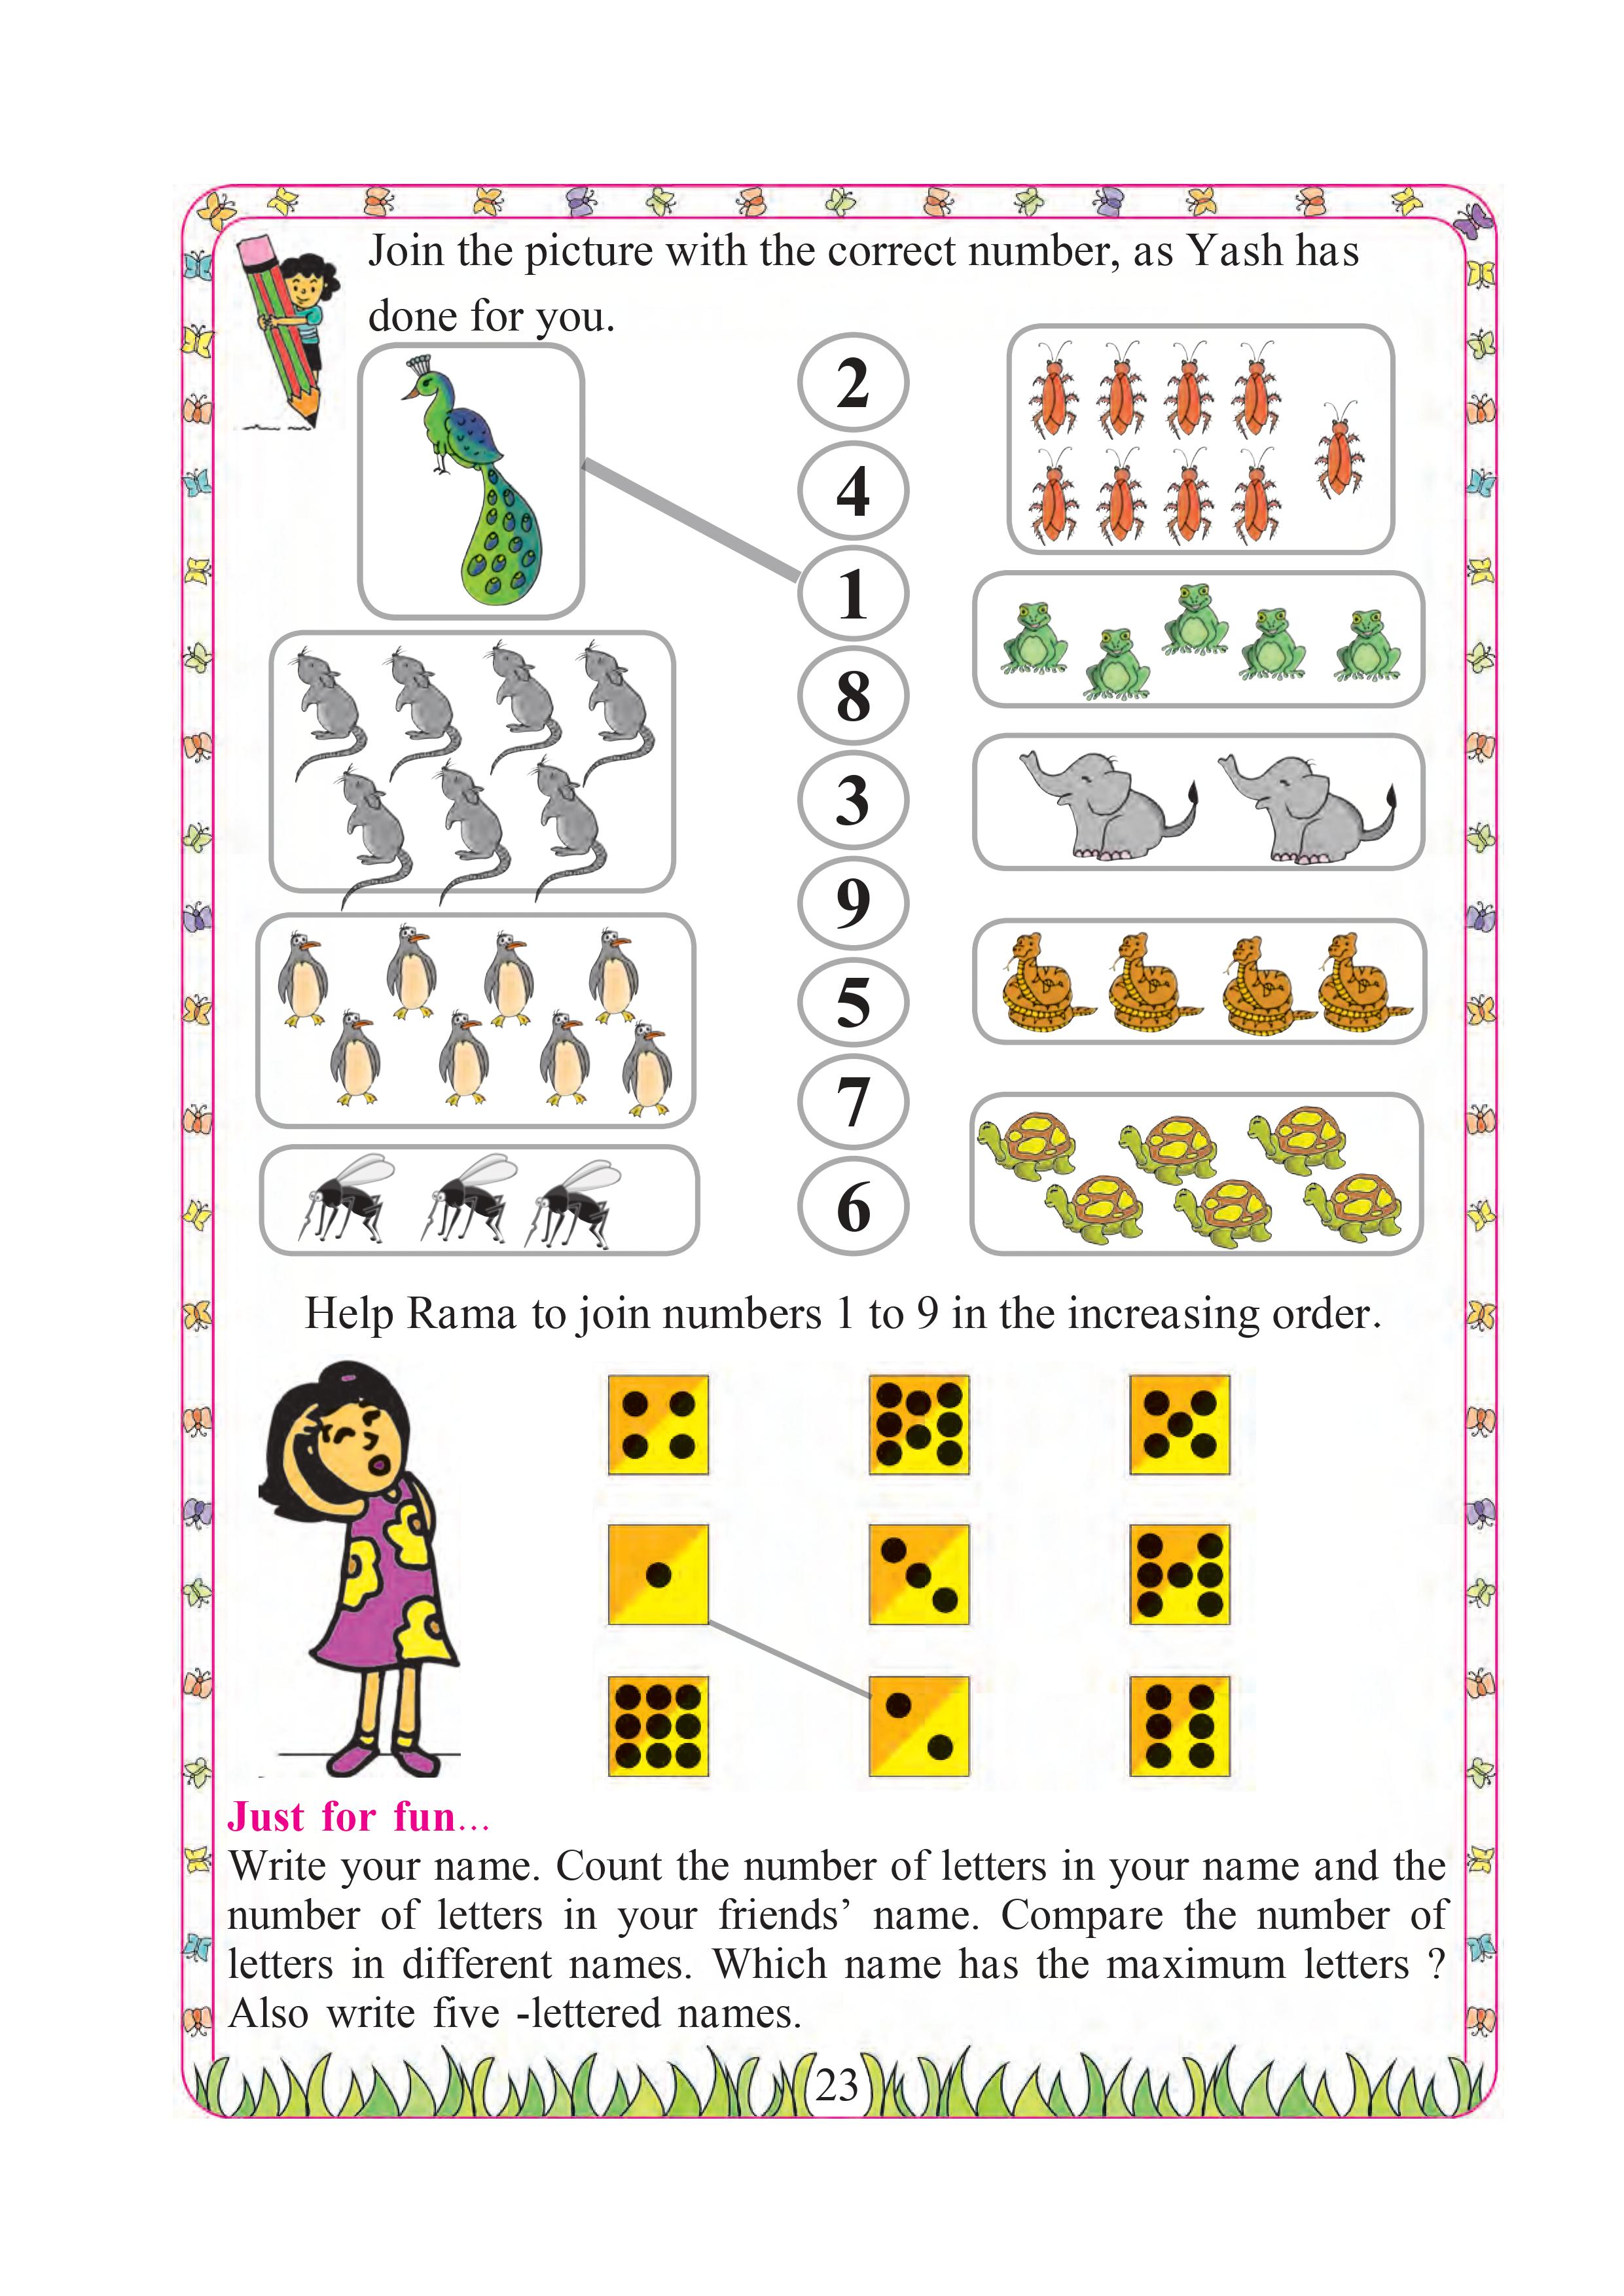 Join the picture with the correct number, as Yash has
done for you.
2
4
1
8
3
9
5
7
6
Help Rama to join numbers 1 to 9 in the increasing order.
Just for fun...
Write your name. Count the number of letters in your name and the
number of letters in your friends’ name. Compare the number of
letters in different names. Which name has the maximum letters ?
Also write five -lettered names.
23